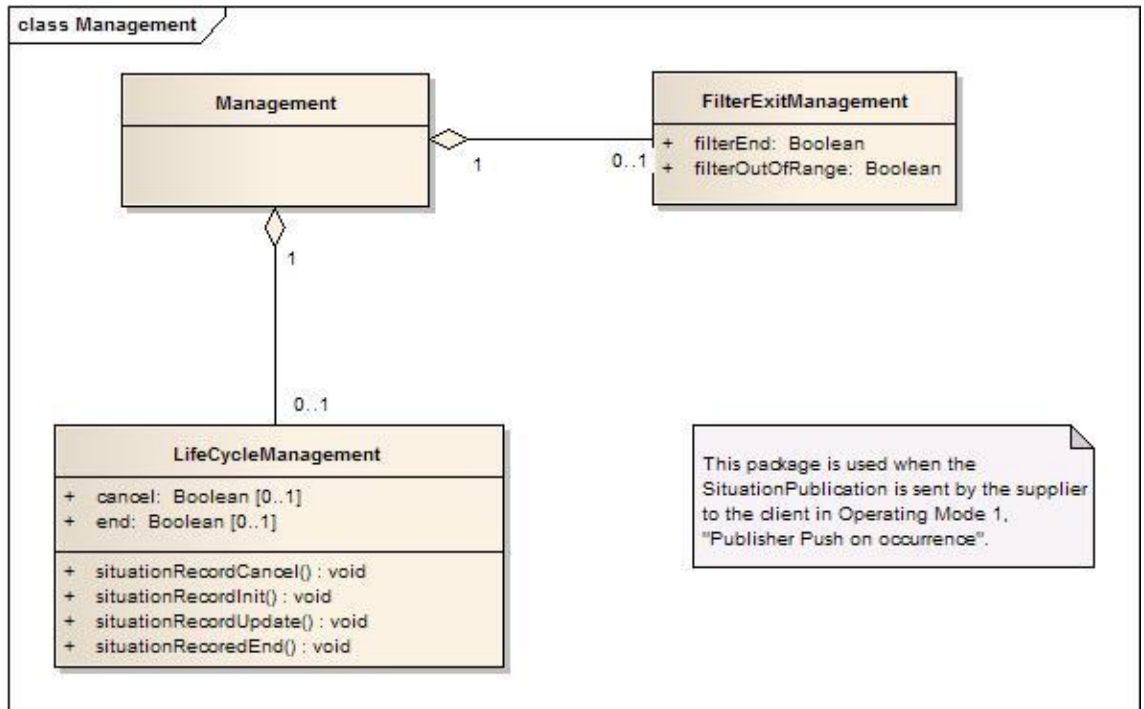 class Management
Management
FilterExitManagement
+ filterEnd: Boolean
+ filterOutOfRange: Boolean
1
0..1
1
0..1
LifeCycleManagement
+ cancel: Boolean [0..1]
+ end: Boolean [0..1]
+ situationRecordCancel() : void
+ situationRecordInit() : void
+ situationRecordUpdate() : void
+ situationRecoredEnd() : void
This package is used when the
SituationPublication is sent by the supplier
to the client in Operating Mode 1,
"Publisher Push on occurrence".